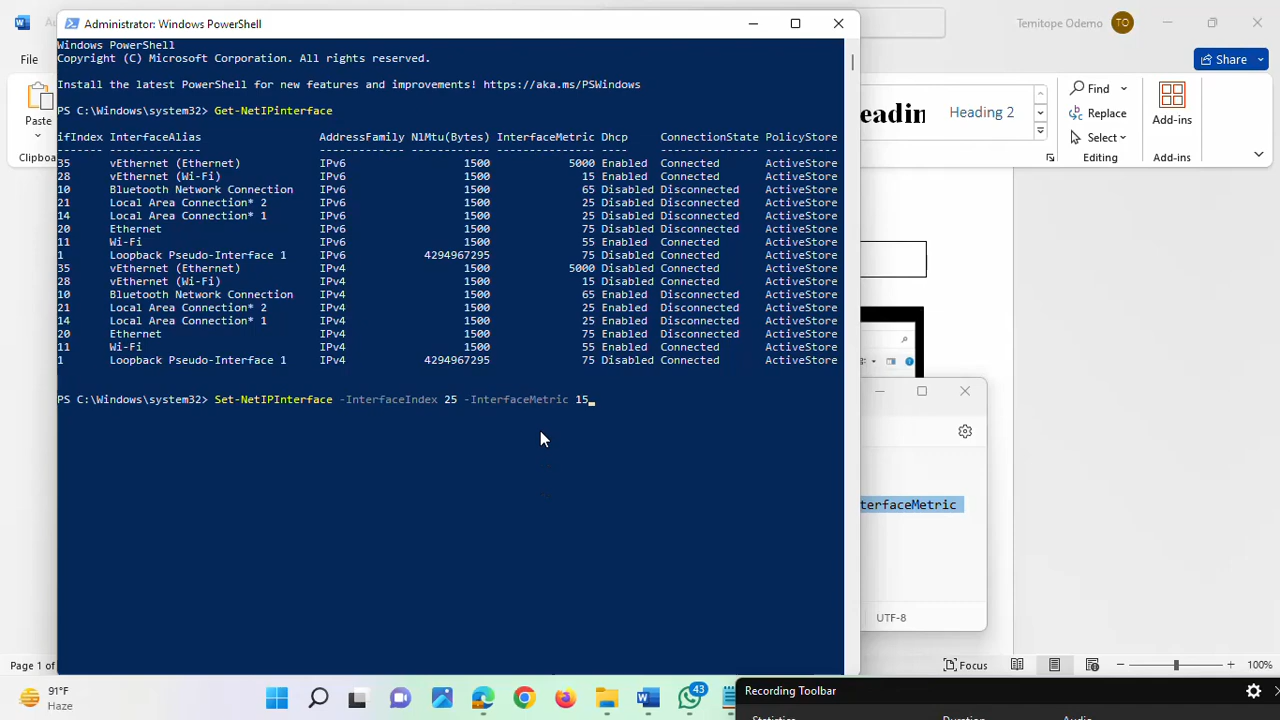 Administrator: Windows PowerShell
Temitope Odemo TO
File
Share
Windows PowerShell
Copyright (C) Microsoft Corporation. All rights reserved.
Install the latest PowerShell for new features and improvements! https://aka.ms/PSWindows
PS C:\Windows\system32> Get-NetIPinterface
ifIndex InterfaceAlias AddressFamily NlMtu(Bytes) InterfaceMetric Dhcp ConnectionState PolicyStore
------- -------------- ------------- ------------ --------------- ---- --------------- -----------
35 vEthernet (Ethernet) IPv6 1500 5000 Enabled Connected ActiveStore
28 vEthernet (Wi-Fi) IPv6 1500 15 Enabled Connected ActiveStore
10 Bluetooth Network Connection IPv6 1500 65 Disabled Disconnected ActiveStore
21 Local Area Connection* 2 IPv6 1500 25 Disabled Disconnected ActiveStore
14 Local Area Connection* 1 IPv6 1500 25 Disabled Disconnected ActiveStore
20 Ethernet IPv6 1500 75 Disabled Disconnected ActiveStore
11 Wi-Fi IPv6 1500 55 Enabled Connected ActiveStore
1 Loopback Pseudo-Interface 1 IPv6 4294967295 75 Disabled Connected ActiveStore
35 vEthernet (Ethernet) IPv4 1500 5000 Enabled Connected ActiveStore
28 vEthernet (Wi-Fi) IPv4 1500 15 Disabled Connected ActiveStore
10 Bluetooth Network Connection IPv4 1500 65 Enabled Disconnected ActiveStore
21 Local Area Connection* 2 IPv4 1500 25 Enabled Disconnected ActiveStore
14 Local Area Connection* 1 IPv4 1500 25 Enabled Disconnected ActiveStore
20 Ethernet IPv4 1500 75 Enabled Disconnected ActiveStore
11 Wi-Fi IPv4 1500 55 Enabled Connected ActiveStore
1 Loopback Pseudo-Interface 1 IPv4 4294967295 75 Disabled Connected ActiveStore
PS C:\Windows\system32> Set-NetIPInterface -InterfaceIndex 25 -InterfaceMetric 15
Paste
Clipboa
eadin
Heading 2
Find
Replace
Select
Editing
Add-ins
Add-ins
terfaceMetric
UTF-8
Page 1 of
Focus
100%
91°F
Haze
43
Recording Toolbar
Statistics Duration Audio